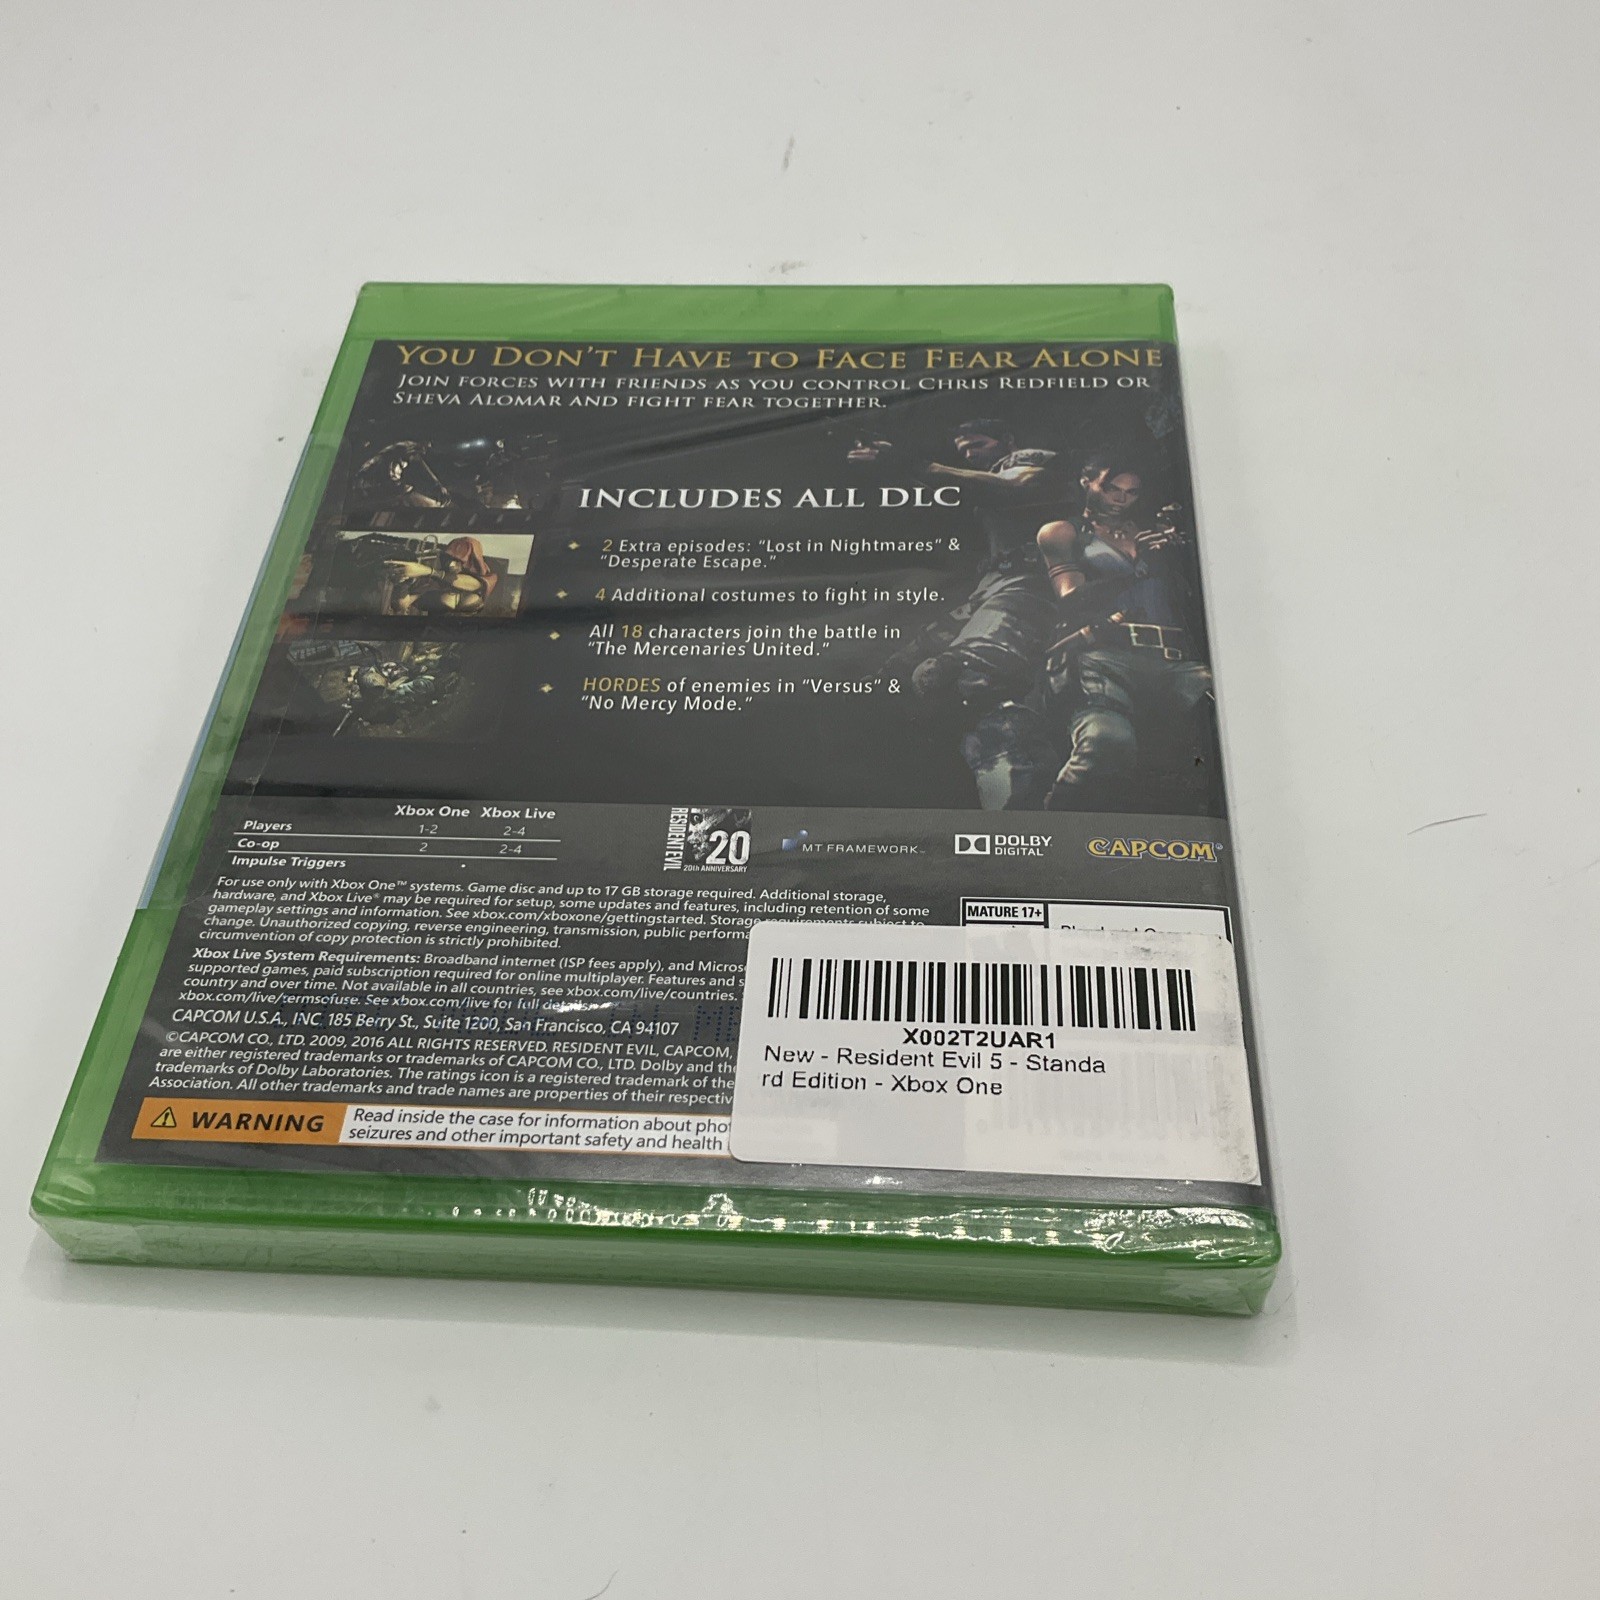 YOU DON'T HAVE TO FACE FEAR ALONE
JOIN FORCES WITH FRIENDS AS YOU CONTROL CHRIS REDFIELD OR
SHEVA ALOMAR AND FIGHT FEAR TOGETHER.
INCLUDES ALL DLC
2 Extra episodes: "Lost in Nightmares" &
"Desperate Escape."
4 Additional costumes to fight in style.
All 18 characters join the battle in
"The Mercenaries United."
HORDES of enemies in "Versus" &
"No Mercy Mode."
Xbox One Xbox Live
Players 1-2 2-4
Co-op 2 2-4
Impulse Triggers •
RESIDENT EVIL
20
20th ANNIVERSARY
MT FRAMEWORK
DOLBY
DIGITAL
CAPCOM®
For use only with Xbox One™ systems. Game disc and up to 17 GB storage required. Additional storage,
hardware, and Xbox Live® may be required for setup, some updates and features, including retention of some
gameplay settings and information. See xbox.com/xboxone/gettingstarted. Storage requirements subject to
change. Unauthorized copying, reverse engineering, transmission, public performa
circumvention of copy protection is strictly prohibited.
Xbox Live System Requirements: Broadband internet (ISP fees apply), and Micros
supported games, paid subscription required for online multiplayer. Features and s
country and over time. Not available in all countries, see xbox.com/live/countries.
xbox.com/live/termsofuse. See xbox.com/live for full details.
CAPCOM U.S.A., INC. 185 Berry St., Suite 1200, San Francisco, CA 94107
©CAPCOM CO., LTD. 2009, 2016 ALL RIGHTS RESERVED. RESIDENT EVIL, CAPCOM,
are either registered trademarks or trademarks of CAPCOM CO., LTD. Dolby and the
trademarks of Dolby Laboratories. The ratings icon is a registered trademark of the
Association. All other trademarks and trade names are properties of their respectiv
WARNING
Read inside the case for information about pho
seizures and other important safety and health
MATURE 17+
X002T2UAR1
New - Resident Evil 5 - Standa
rd Edition - Xbox One